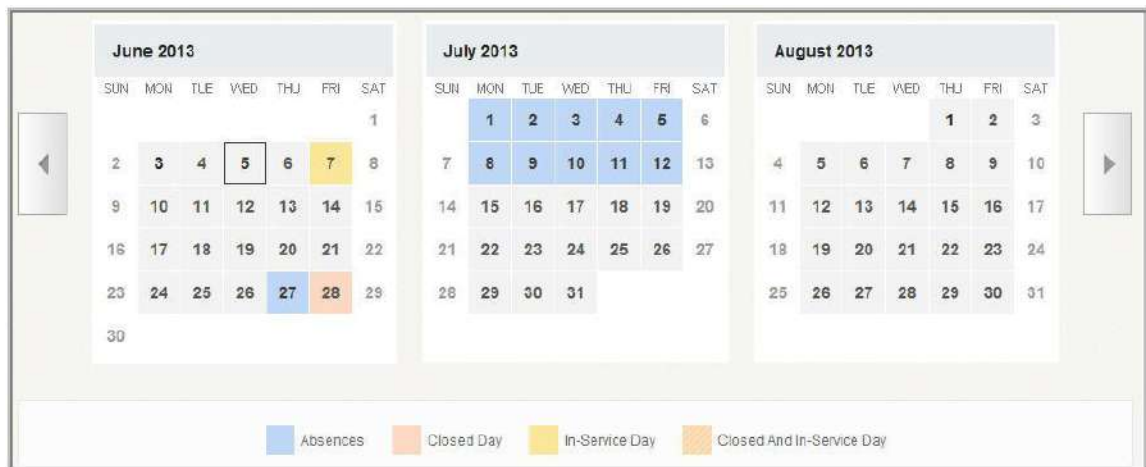 June 2013
SUN MON TUE WED THU FRI SAT
1
2 3 4 5 6 7 8
9 10 11 12 13 14 15
16 17 18 19 20 21 22
23 24 25 26 27 28 29
30
July 2013
SUN MON TUE WED THU FRI SAT
1 2 3 4 5 6
7 8 9 10 11 12 13
14 15 16 17 18 19 20
21 22 23 24 25 26 27
28 29 30 31
August 2013
SUN MON TUE WED THU FRI SAT
1 2 3
4 5 6 7 8 9 10
11 12 13 14 15 16 17
18 19 20 21 22 23 24
25 26 27 28 29 30 31
Absences Closed Day In-Service Day Closed And In-Service Day